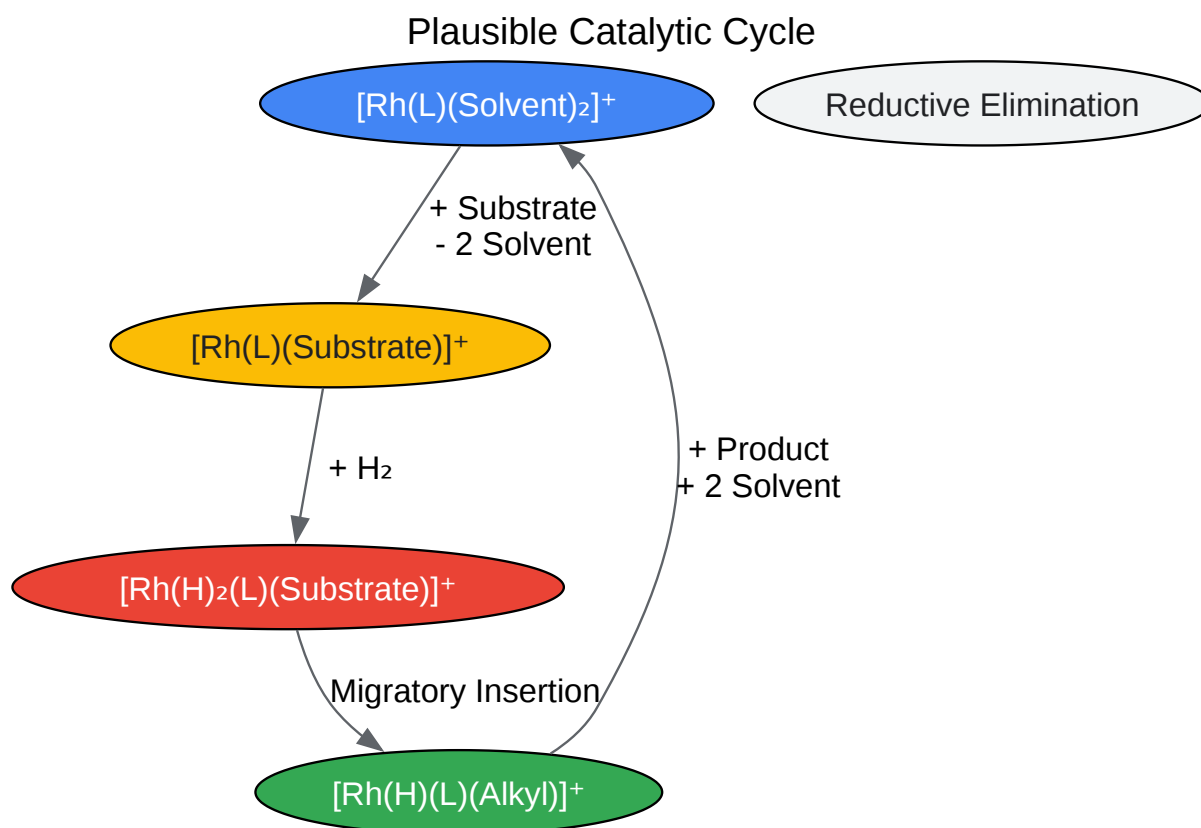 Plausible Catalytic Cycle
[Rh(L)(Solvent)₂]⁺
Reductive Elimination
+ Substrate
- 2 Solvent
[Rh(L)(Substrate)]⁺
+ Product
+ 2 Solvent
+ H₂
[Rh(H)₂(L)(Substrate)]⁺
Migratory Insertion
[Rh(H)(L)(Alkyl)]⁺